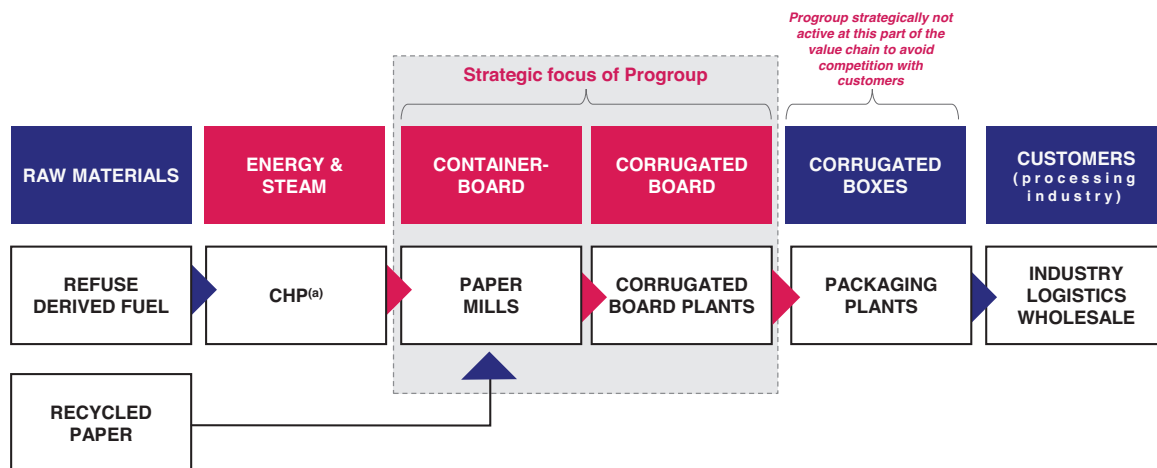 Progroup strategically not
active at this part of the
value chain to avoid
competition with
customers
Strategic focus of Progroup
RAW MATERIALS
ENERGY &
STEAM
CONTAINER-
BOARD
CORRUGATED
BOARD
CORRUGATED
BOXES
CUSTOMERS
(processing
industry)
REFUSE
DERIVED FUEL
CHP(a)
PAPER
MILLS
CORRUGATED
BOARD PLANTS
PACKAGING
PLANTS
INDUSTRY
LOGISTICS
WHOLESALE
RECYCLED
PAPER